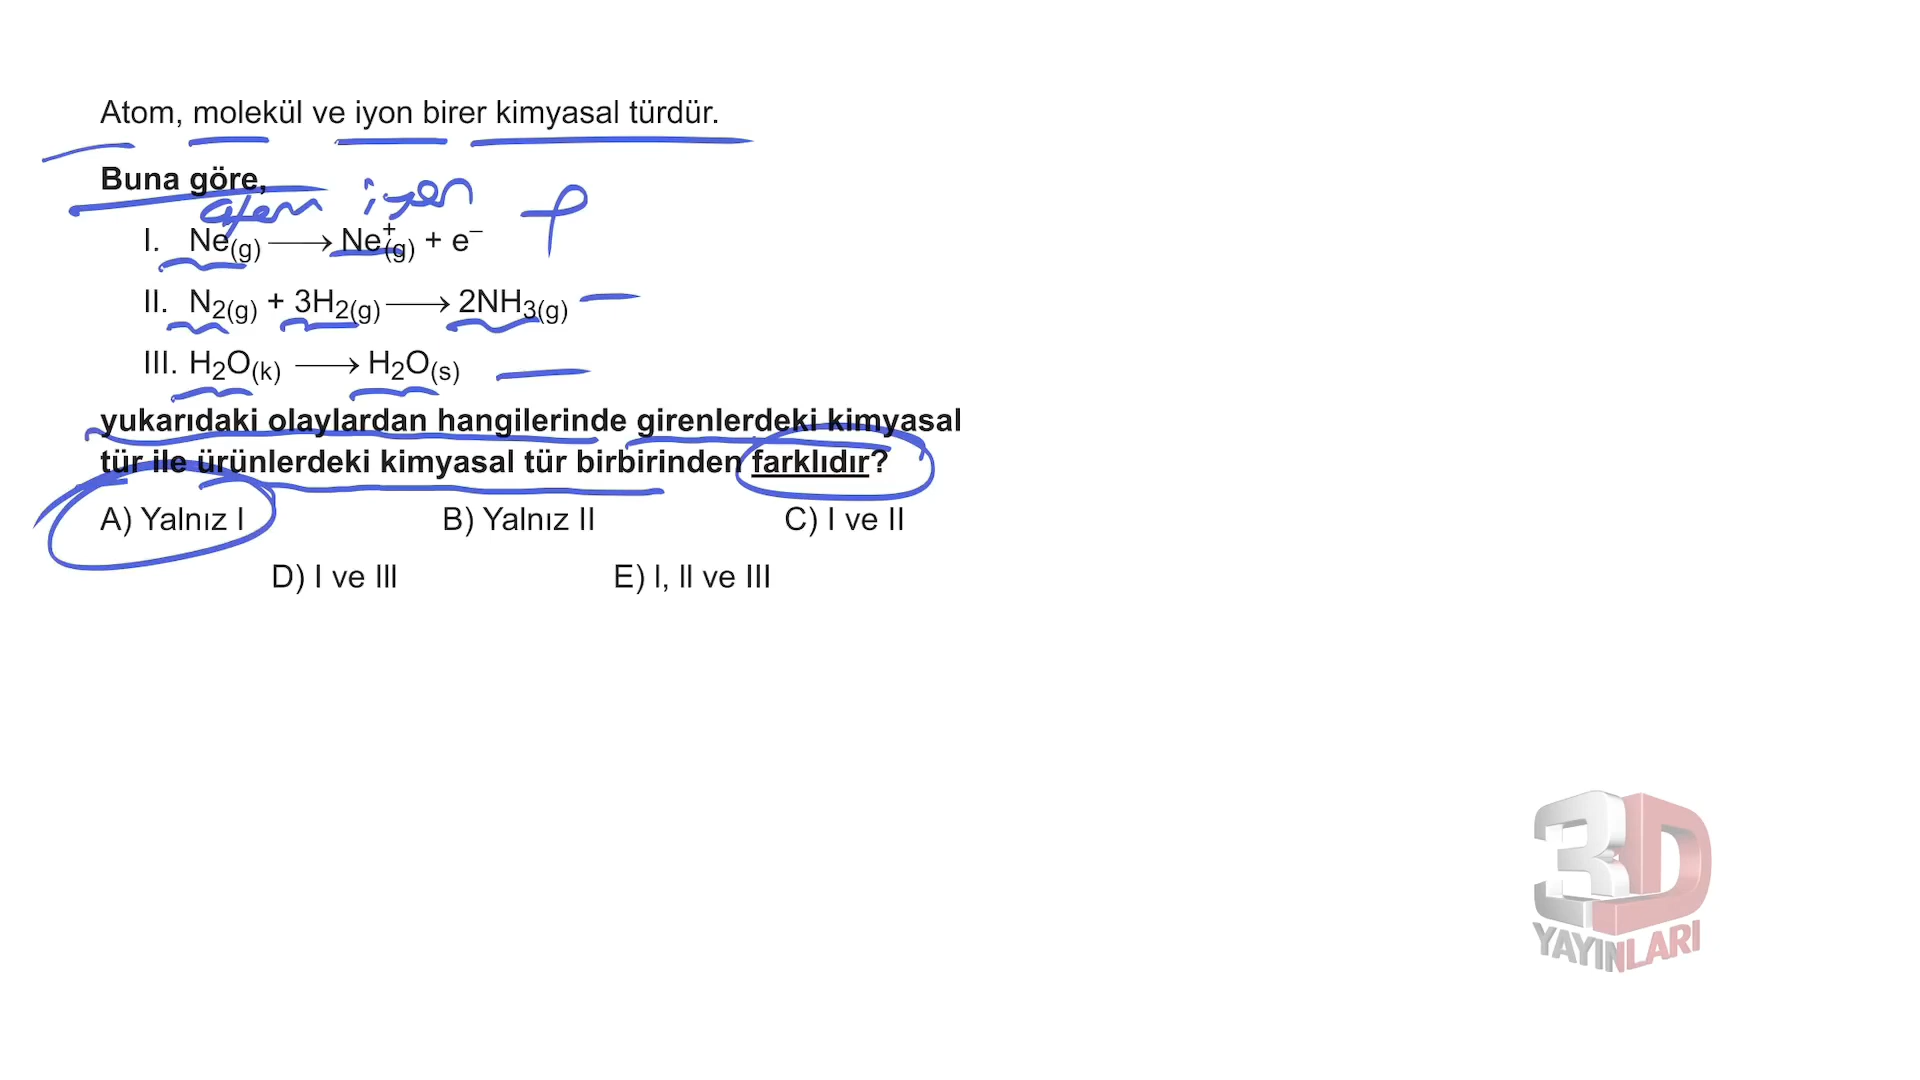 Atom, molekül ve iyon birer kimyasal türdür.
Buna göre,
atom iyon
I. Ne(g) ⟶ Ne⁺(g) + e⁻
II. N₂(g) + 3H₂(g) ⟶ 2NH₃(g)
III. H₂O(k) ⟶ H₂O(s)
yukarıdaki olaylardan hangilerinde girenlerdeki kimyasal
tür ile ürünlerdeki kimyasal tür birbirinden farklıdır?
A) Yalnız I B) Yalnız II C) I ve II
D) I ve III E) I, II ve III
3D
YAYINLARI